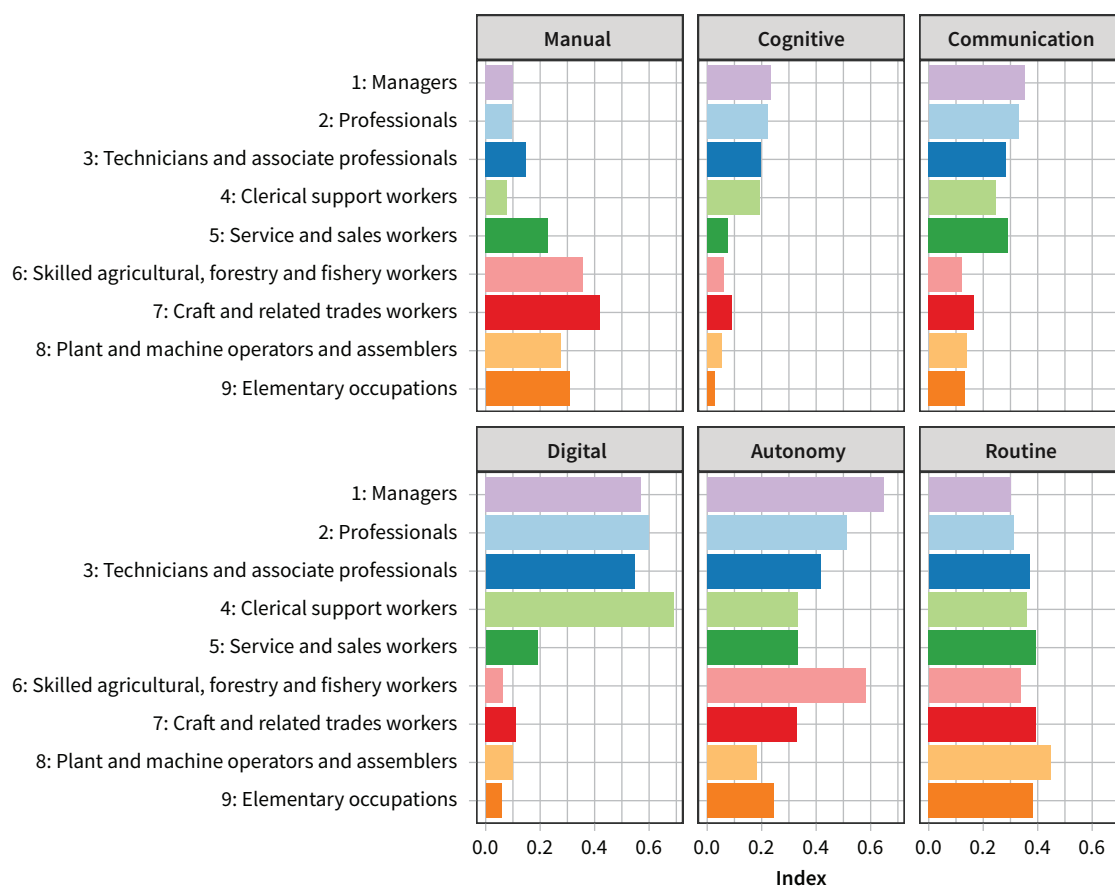 Manual Cognitive Communication
1: Managers
2: Professionals
3: Technicians and associate professionals
4: Clerical support workers
5: Service and sales workers
6: Skilled agricultural, forestry and fishery workers
7: Craft and related trades workers
8: Plant and machine operators and assemblers
9: Elementary occupations
Digital Autonomy Routine
1: Managers
2: Professionals
3: Technicians and associate professionals
4: Clerical support workers
5: Service and sales workers
6: Skilled agricultural, forestry and fishery workers
7: Craft and related trades workers
8: Plant and machine operators and assemblers
9: Elementary occupations
0.0 0.2 0.4 0.6 0.0 0.2 0.4 0.6 0.0 0.2 0.4 0.6
Index